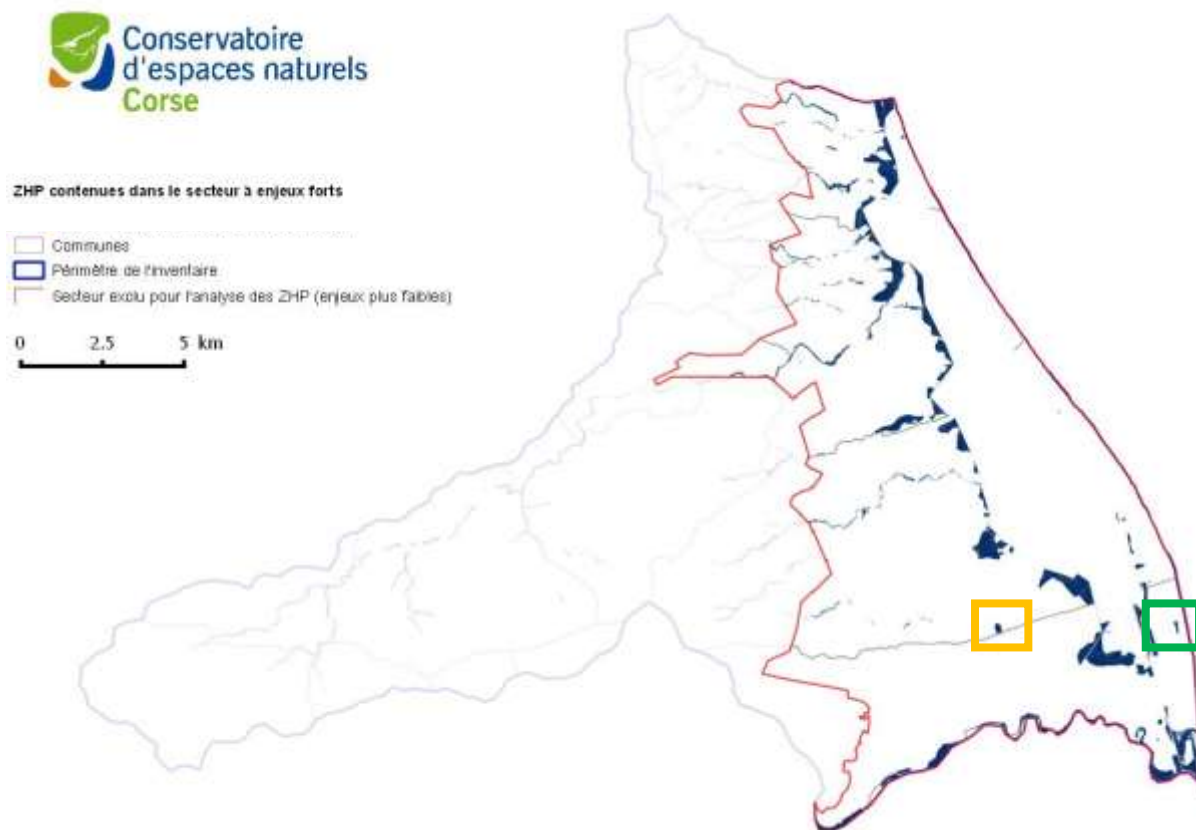 Conservatoire
d'espaces naturels
Corse
ZHP contenues dans le secteur à enjeux forts
Communes
Périmètre de l'inventaire
Secteur exclu pour l'analyse des ZHP (enjeux plus faibles)
0 2.5 5 km